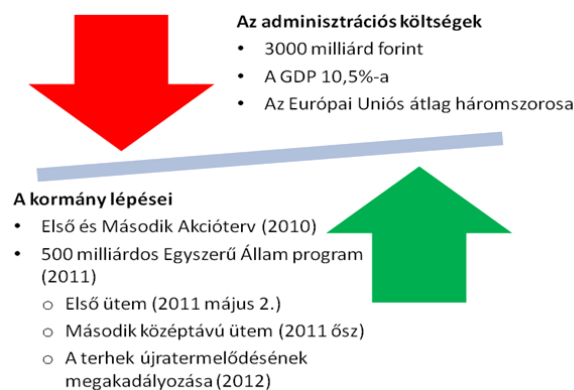 Az adminisztrációs költségek
• 3000 milliárd forint
• A GDP 10,5%-a
• Az Európai Uniós átlag háromszorosa
A kormány lépései
• Első és Második Akcióterv (2010)
• 500 milliárdos Egyszerű Állam program
(2011)
o Első ütem (2011 május 2.)
o Második középtávú ütem (2011 ősz)
o A terhek újratermelődésének
megakadályozása (2012)